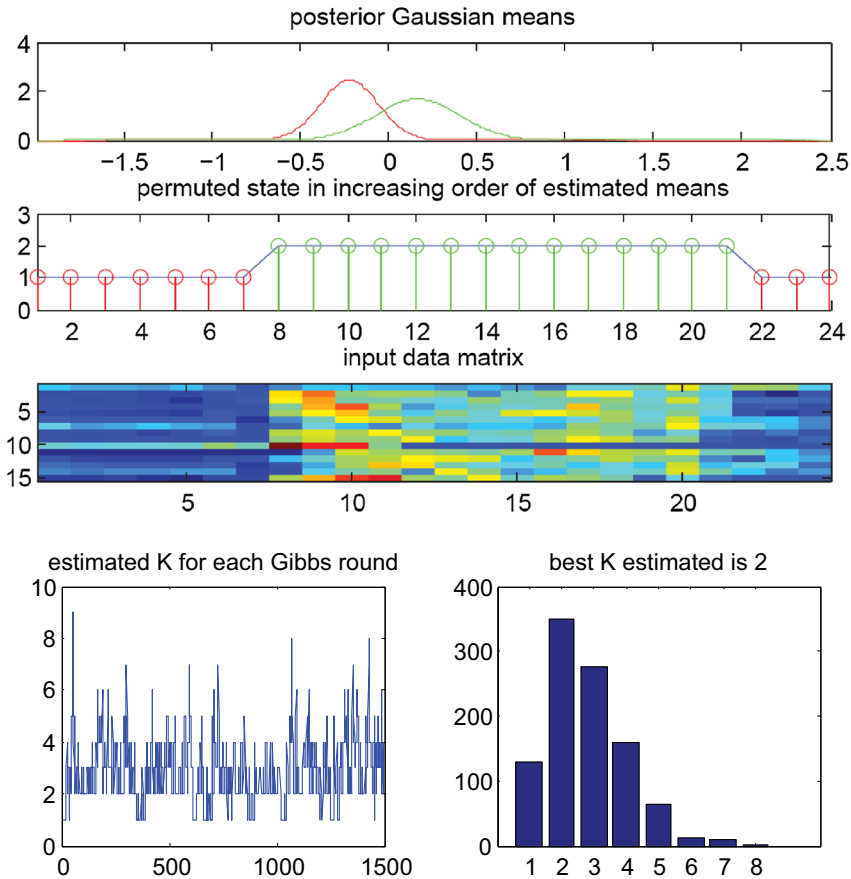 posterior Gaussian means
4
2
0
−1.5 −1 −0.5 0 0.5 1 1.5 2 2.5
permuted state in increasing order of estimated means
3
2
1
0
2 4 6 8 10 12 14 16 18 20 22 24
input data matrix
5
10
15
5 10 15 20
estimated K for each Gibbs round
10
8
6
4
2
0
0 500 1000 1500
best K estimated is 2
400
300
200
100
0
1 2 3 4 5 6 7 8